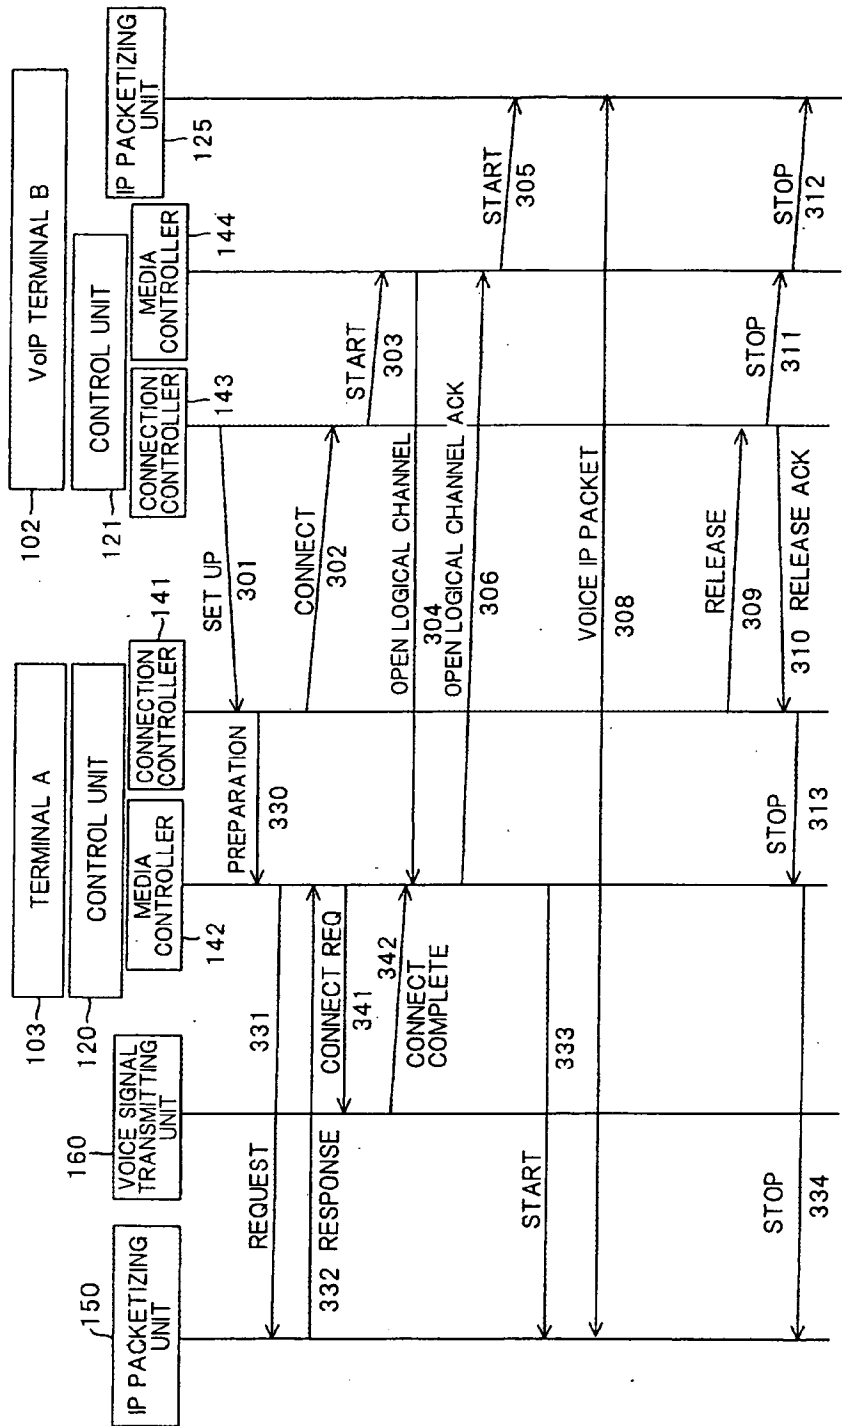 103
TERMINAL A
102
VoIP TERMINAL B
120
CONTROL UNIT
121
CONTROL UNIT
150
IP PACKETIZING
UNIT
160
VOICE SIGNAL
TRANSMITTING
UNIT
MEDIA
CONTROLLER
142
CONNECTION
CONTROLLER
141
CONNECTION
CONTROLLER
143
MEDIA
CONTROLLER
144
IP PACKETIZING
UNIT
125
SET UP
301
PREPARATION
330
REQUEST
331
CONNECT
302
332 RESPONSE
CONNECT REQ
341
START
303
CONNECT
COMPLETE
342
OPEN LOGICAL CHANNEL
304
OPEN LOGICAL CHANNEL ACK
306
START
305
START
333
VOICE IP PACKET
308
RELEASE
309
STOP
311
310 RELEASE ACK
STOP
312
STOP
313
STOP
334